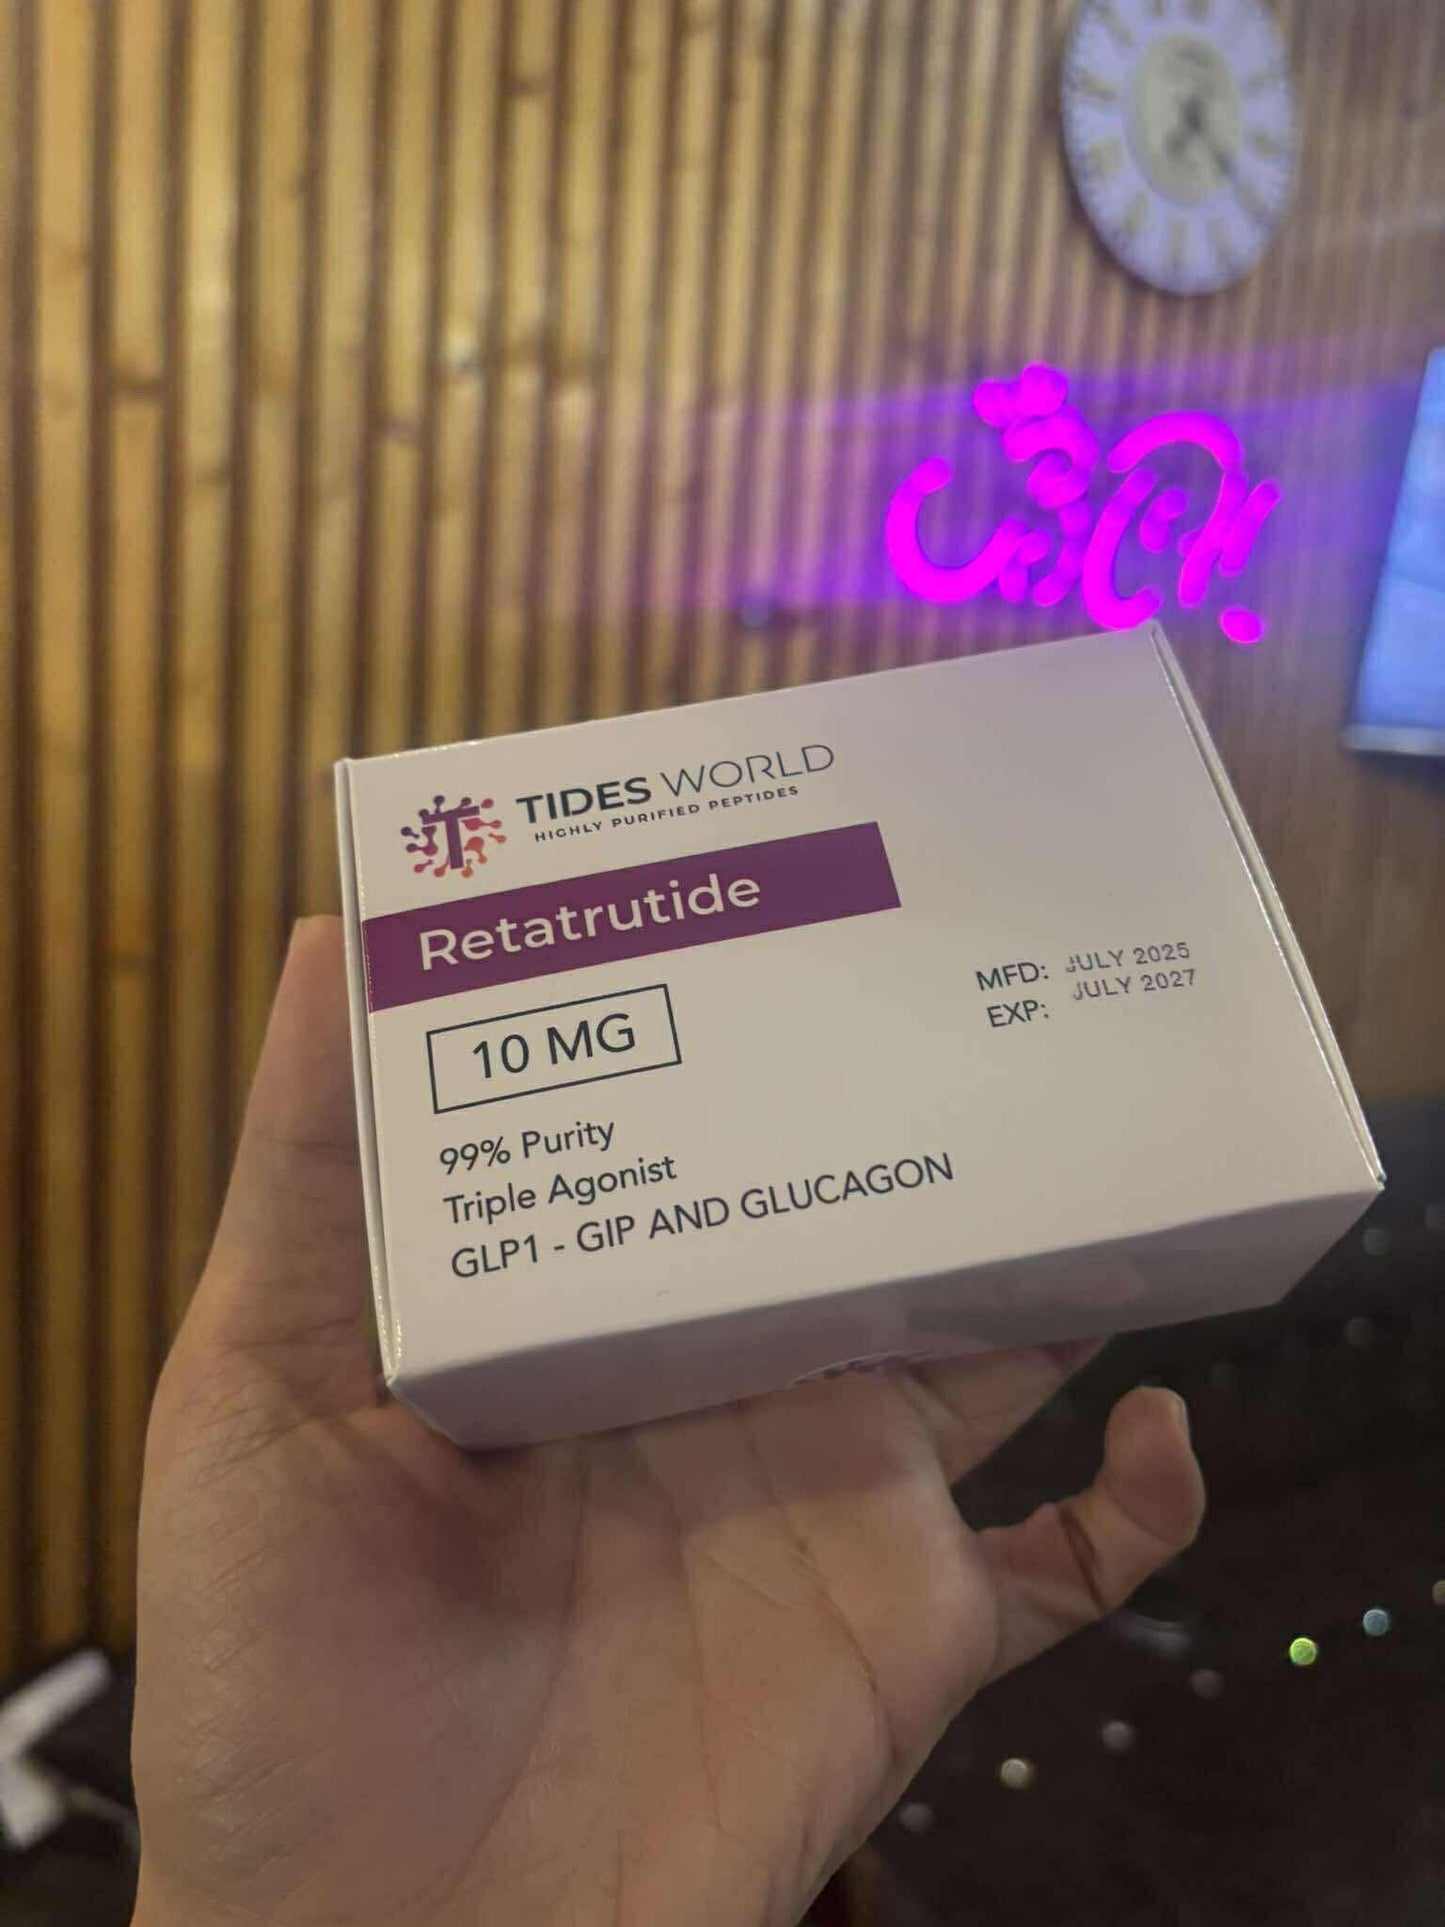 TIDES WORLD
HIGHLY PURIFIED PEPTIDES
Retatrutide
10 MG
99% Purity
Triple Agonist
GLP1 - GIP AND GLUCAGON
MFD: JULY 2025
EXP: JULY 2027